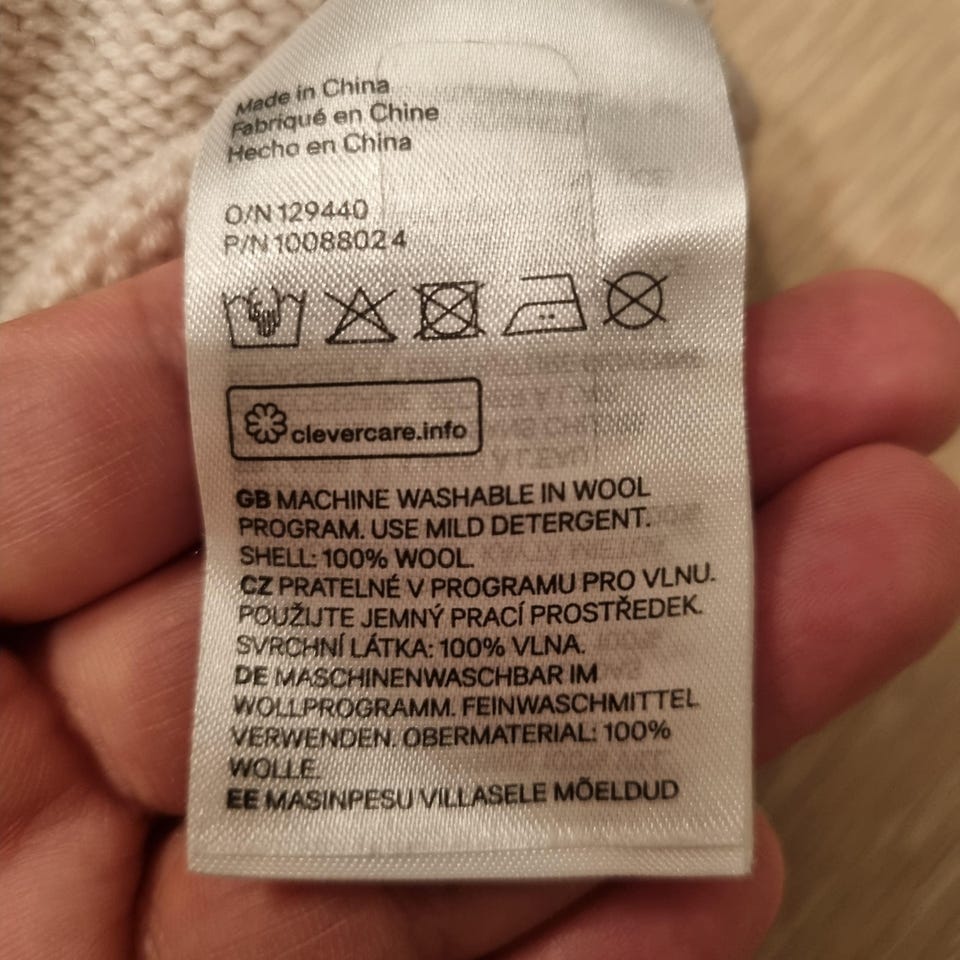 Made in China
Fabriqué en Chine
Hecho en China
O/N 129440
P/N 1008802 4
clevercare.info
GB MACHINE WASHABLE IN WOOL
PROGRAM. USE MILD DETERGENT.
SHELL: 100% WOOL.
CZ PRATELNÉ V PROGRAMU PRO VLNU.
POUŽIJTE JEMNÝ PRACÍ PROSTŘEDEK.
SVRCHNÍ LÁTKA: 100% VLNA.
DE MASCHINENWASCHBAR IM
WOLLPROGRAMM. FEINWASCHMITTEL
VERWENDEN. OBERMATERIAL: 100%
WOLLE.
EE MASINPESU VILLASELE MÕELDUD